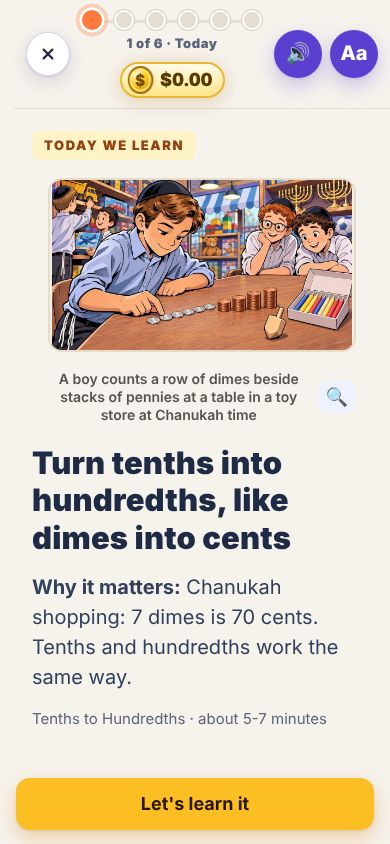 1 of 6 · Today
$ $0.00
Aa
TODAY WE LEARN
A boy counts a row of dimes beside
stacks of pennies at a table in a toy
store at Chanukah time
Turn tenths into
hundredths, like
dimes into cents
Why it matters: Chanukah
shopping: 7 dimes is 70 cents.
Tenths and hundredths work the
same way.
Tenths to Hundredths · about 5-7 minutes
Let's learn it